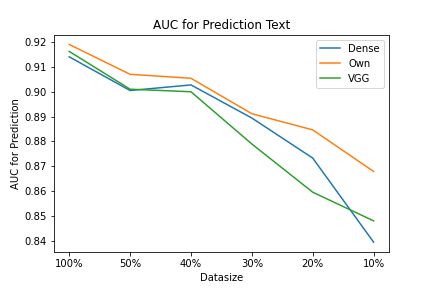 AUC for Prediction Text
Dense
Own
VGG
0.92
0.91
0.90
0.89
0.88
0.87
0.86
0.85
0.84
AUC for Prediction
100%
50%
40%
30%
20%
10%
Datasize